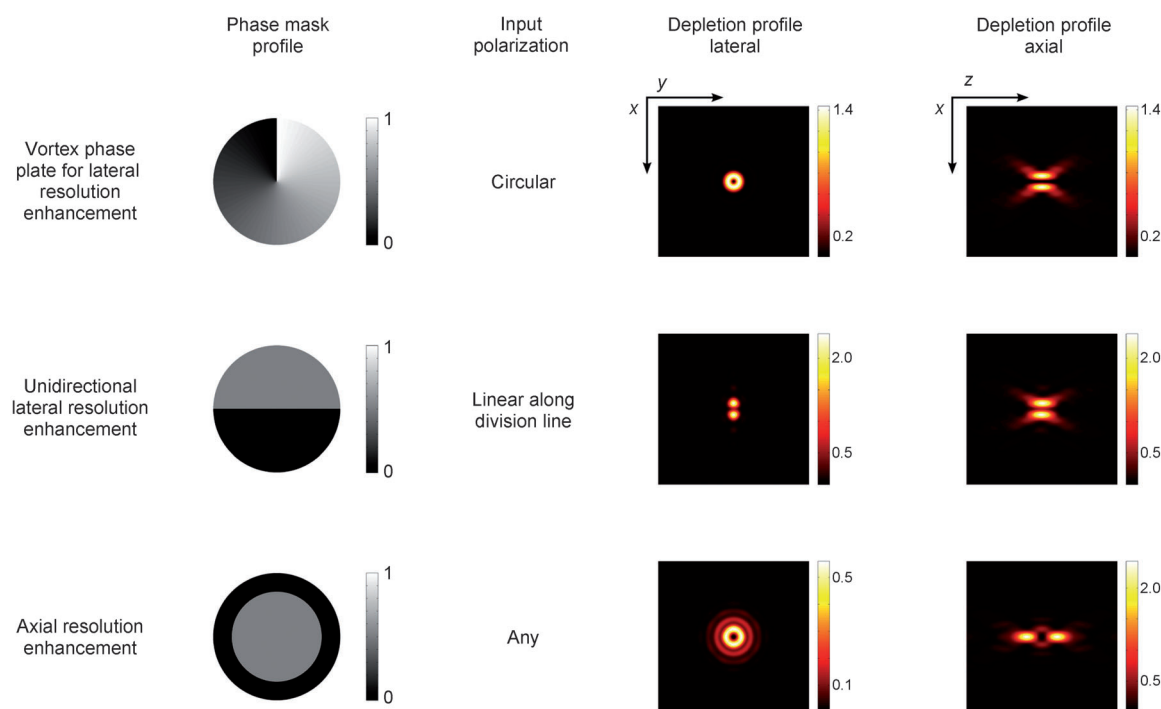 Phase mask
profile
Input
polarization
Depletion profile
lateral
Depletion profile
axial
Vortex phase
plate for lateral
resolution
enhancement
1
0
Circular
y
x
1.4
0.2
z
x
1.4
0.2
Unidirectional
lateral resolution
enhancement
1
0
Linear along
division line
2.0
0.5
2.0
0.5
Axial resolution
enhancement
1
0
Any
0.5
0.1
2.0
0.5